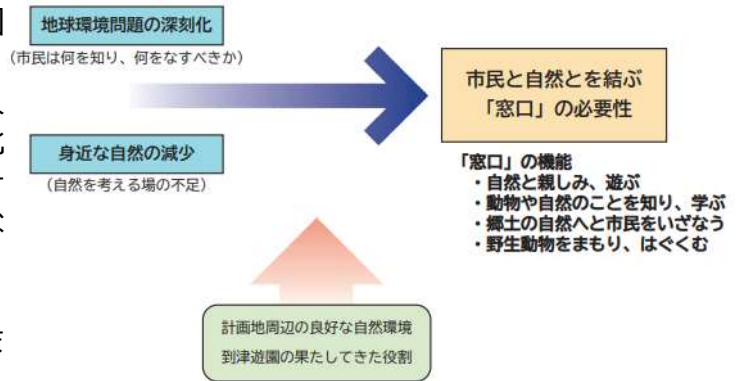 地球環境問題の深刻化
(市民は何を知り、何をなすべきか)
身近な自然の減少
(自然を考える場の不足)
市民と自然とを結ぶ
「窓口」の必要性
「窓口」の機能
・自然と親しみ、遊ぶ
・動物や自然のことを知り、学ぶ
・郷土の自然へと市民をいざなう
・野生動物をまもり、はぐくむ
計画地周辺の良好な自然環境
到津遊園の果たしてきた役割